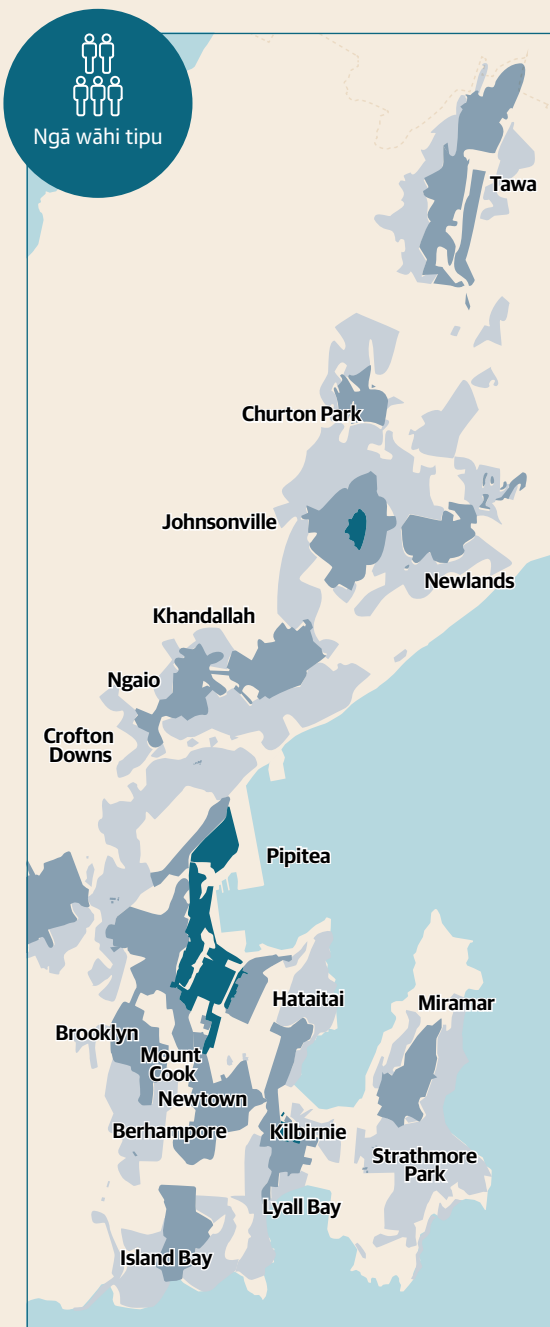 Ngā wāhi tipu
Tawa
Churton Park
Johnsonville
Newlands
Khandallah
Ngaio
Crofton
Downs
Pipitea
Hataitai
Miramar
Brooklyn
Mount
Cook
Newtown
Berhampore
Kilbirnie
Strathmore
Park
Lyall Bay
Island Bay